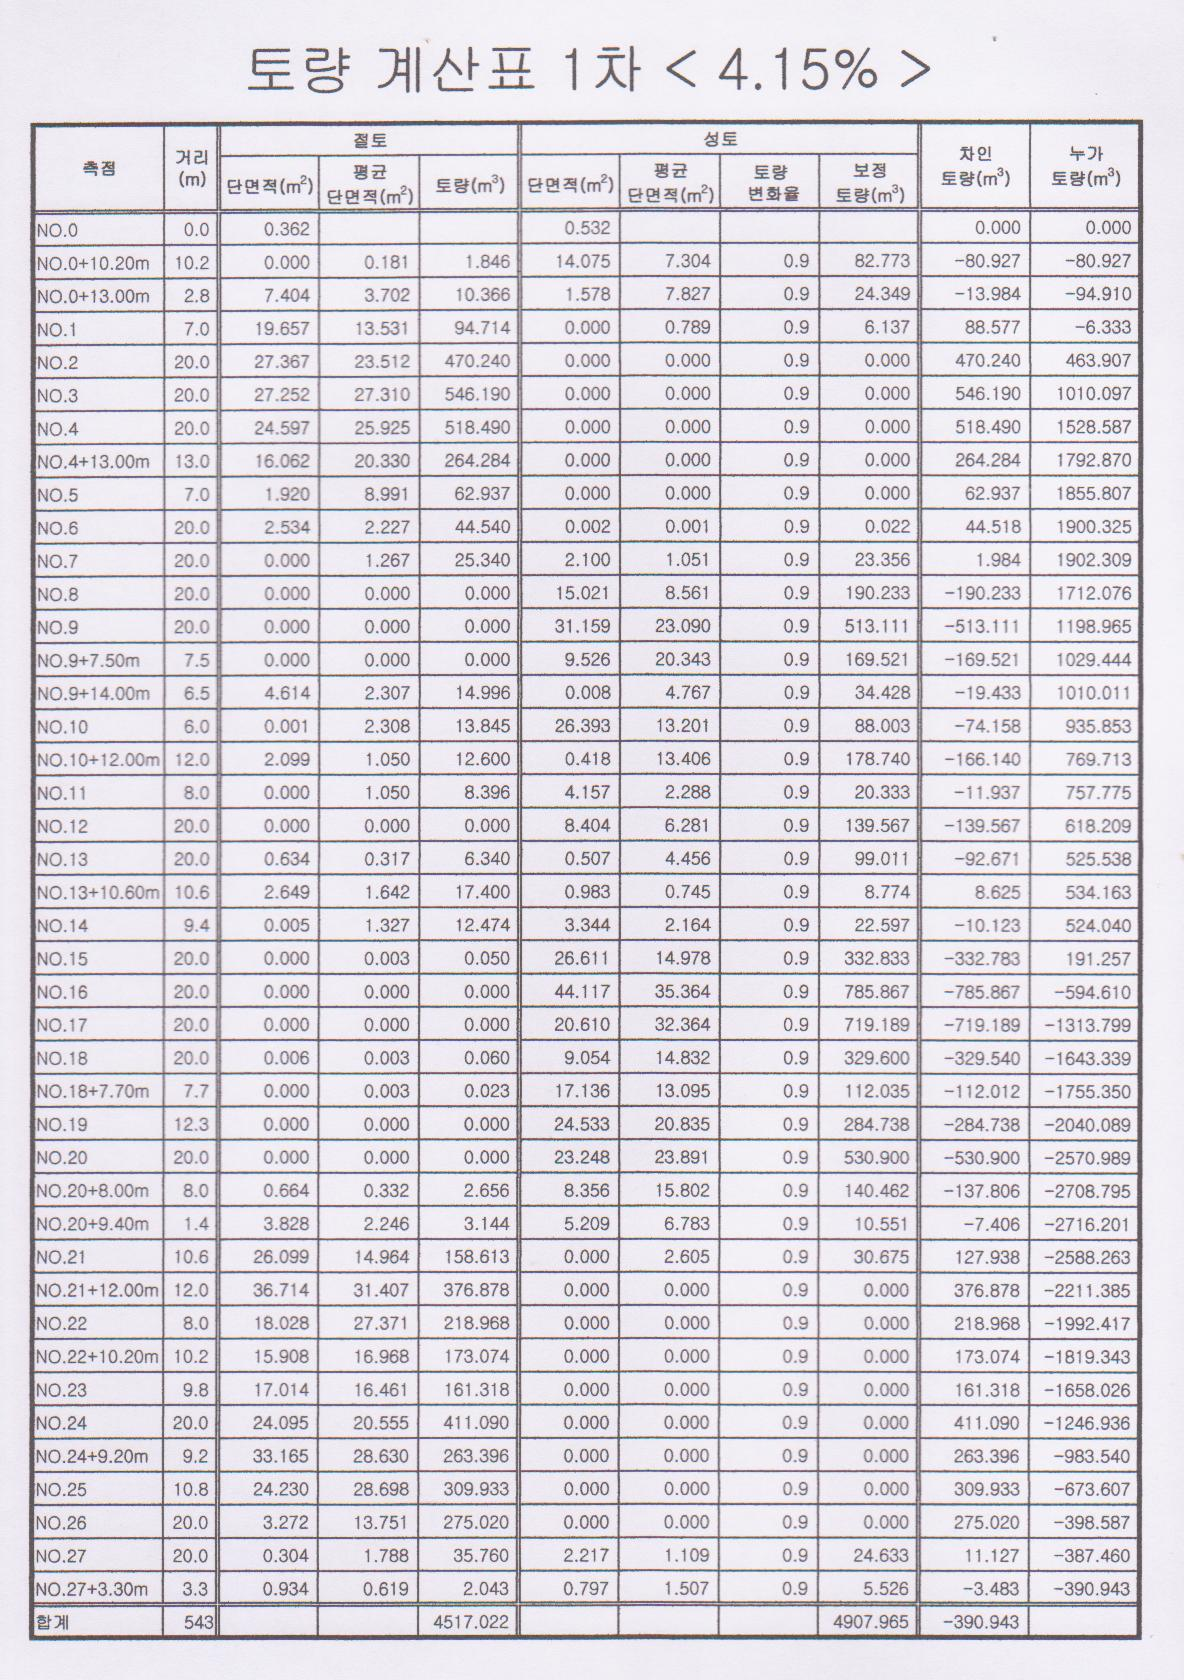 토량 계산표 1차 < 4.15% >
측점 거리(m) 절토 성토 차인 토량(m³) 누가 토량(m³)
단면적(m²) 평균 단면적(m²) 토량(m³) 단면적(m²) 평균 단면적(m²) 토량 변화율 보정 토량(m³)
NO.0 0.0 0.362 0.532 0.000 0.000
NO.0+10.20m 10.2 0.000 0.181 1.846 14.075 7.304 0.9 82.773 -80.927 -80.927
NO.0+13.00m 2.8 7.404 3.702 10.366 1.578 7.827 0.9 24.349 -13.984 -94.910
NO.1 7.0 19.657 13.531 94.714 0.000 0.789 0.9 6.137 88.577 -6.333
NO.2 20.0 27.367 23.512 470.240 0.000 0.000 0.9 0.000 470.240 463.907
NO.3 20.0 27.252 27.310 546.190 0.000 0.000 0.9 0.000 546.190 1010.097
NO.4 20.0 24.597 25.925 518.490 0.000 0.000 0.9 0.000 518.490 1528.587
NO.4+13.00m 13.0 16.062 20.330 264.284 0.000 0.000 0.9 0.000 264.284 1792.870
NO.5 7.0 1.920 8.991 62.937 0.000 0.000 0.9 0.000 62.937 1855.807
NO.6 20.0 2.534 2.227 44.540 0.002 0.001 0.9 0.022 44.518 1900.325
NO.7 20.0 0.000 1.267 25.340 2.100 1.051 0.9 23.356 1.984 1902.309
NO.8 20.0 0.000 0.000 0.000 15.021 8.561 0.9 190.233 -190.233 1712.076
NO.9 20.0 0.000 0.000 0.000 31.159 23.090 0.9 513.111 -513.111 1198.965
NO.9+7.50m 7.5 0.000 0.000 0.000 9.526 20.343 0.9 169.521 -169.521 1029.444
NO.9+14.00m 6.5 4.614 2.307 14.996 0.008 4.767 0.9 34.428 -19.433 1010.011
NO.10 6.0 0.001 2.308 13.845 26.393 13.201 0.9 88.003 -74.158 935.853
NO.10+12.00m 12.0 2.099 1.050 12.600 0.418 13.406 0.9 178.740 -166.140 769.713
NO.11 8.0 0.000 1.050 8.396 4.157 2.288 0.9 20.333 -11.937 757.775
NO.12 20.0 0.000 0.000 0.000 8.404 6.281 0.9 139.567 -139.567 618.209
NO.13 20.0 0.634 0.317 6.340 0.507 4.456 0.9 99.011 -92.671 525.538
NO.13+10.60m 10.6 2.649 1.642 17.400 0.983 0.745 0.9 8.774 8.625 534.163
NO.14 9.4 0.005 1.327 12.474 3.344 2.164 0.9 22.597 -10.123 524.040
NO.15 20.0 0.000 0.003 0.050 26.611 14.978 0.9 332.833 -332.783 191.257
NO.16 20.0 0.000 0.000 0.000 44.117 35.364 0.9 785.867 -785.867 -594.610
NO.17 20.0 0.000 0.000 0.000 20.610 32.364 0.9 719.189 -719.189 -1313.799
NO.18 20.0 0.006 0.003 0.060 9.054 14.832 0.9 329.600 -329.540 -1643.339
NO.18+7.70m 7.7 0.000 0.003 0.023 17.136 13.095 0.9 112.035 -112.012 -1755.350
NO.19 12.3 0.000 0.000 0.000 24.533 20.835 0.9 284.738 -284.738 -2040.089
NO.20 20.0 0.000 0.000 0.000 23.248 23.891 0.9 530.900 -530.900 -2570.989
NO.20+8.00m 8.0 0.664 0.332 2.656 8.356 15.802 0.9 140.462 -137.806 -2708.795
NO.20+9.40m 1.4 3.828 2.246 3.144 5.209 6.783 0.9 10.551 -7.406 -2716.201
NO.21 10.6 26.099 14.964 158.613 0.000 2.605 0.9 30.675 127.938 -2588.263
NO.21+12.00m 12.0 36.714 31.407 376.878 0.000 0.000 0.9 0.000 376.878 -2211.385
NO.22 8.0 18.028 27.371 218.968 0.000 0.000 0.9 0.000 218.968 -1992.417
NO.22+10.20m 10.2 15.908 16.968 173.074 0.000 0.000 0.9 0.000 173.074 -1819.343
NO.23 9.8 17.014 16.461 161.318 0.000 0.000 0.9 0.000 161.318 -1658.026
NO.24 20.0 24.095 20.555 411.090 0.000 0.000 0.9 0.000 411.090 -1246.936
NO.24+9.20m 9.2 33.165 28.630 263.396 0.000 0.000 0.9 0.000 263.396 -983.540
NO.25 10.8 24.230 28.698 309.933 0.000 0.000 0.9 0.000 309.933 -673.607
NO.26 20.0 3.272 13.751 275.020 0.000 0.000 0.9 0.000 275.020 -398.587
NO.27 20.0 0.304 1.788 35.760 2.217 1.109 0.9 24.633 11.127 -387.460
NO.27+3.30m 3.3 0.934 0.619 2.043 0.797 1.507 0.9 5.526 -3.483 -390.943
합계 543 4517.022 4907.965 -390.943